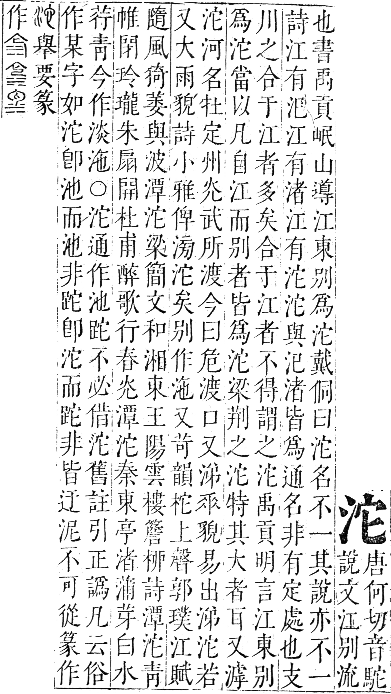 沱
唐何切音駝
說文江別流
也書禹貢岷山導江東別爲沱戴侗曰沱名不一其說亦不一
詩江有汜江有渚江有沱沱與汜渚皆爲通名非有定處也支
川之合于江者多矣合于江者不得謂之沱禹貢明言江東別
爲沱當以凡自江而別者皆爲沱梁荆之沱特其大者耳又滹
沱河名牡定州光武所渡今曰危渡口又涕乖貌易出涕沱若
又大雨貌詩小雅俾滂沱矣別作沲又哿韻柁上聲郭璞江賦
隨風猗萎與波潭沱梁簡文和湘東王陽雲樓簷柳詩潭沱靑
帷閉玲瓏朱扇開杜甫醉歌行春光潭沱秦東亭渚蒲芽白水
荇靑今作淡沲○沱通作池跎不必借沱舊註引正譌凡云俗
作某字如沱卽池而池非跎卽沱而跎非皆迂泥不可從篆作
舉要篆
作